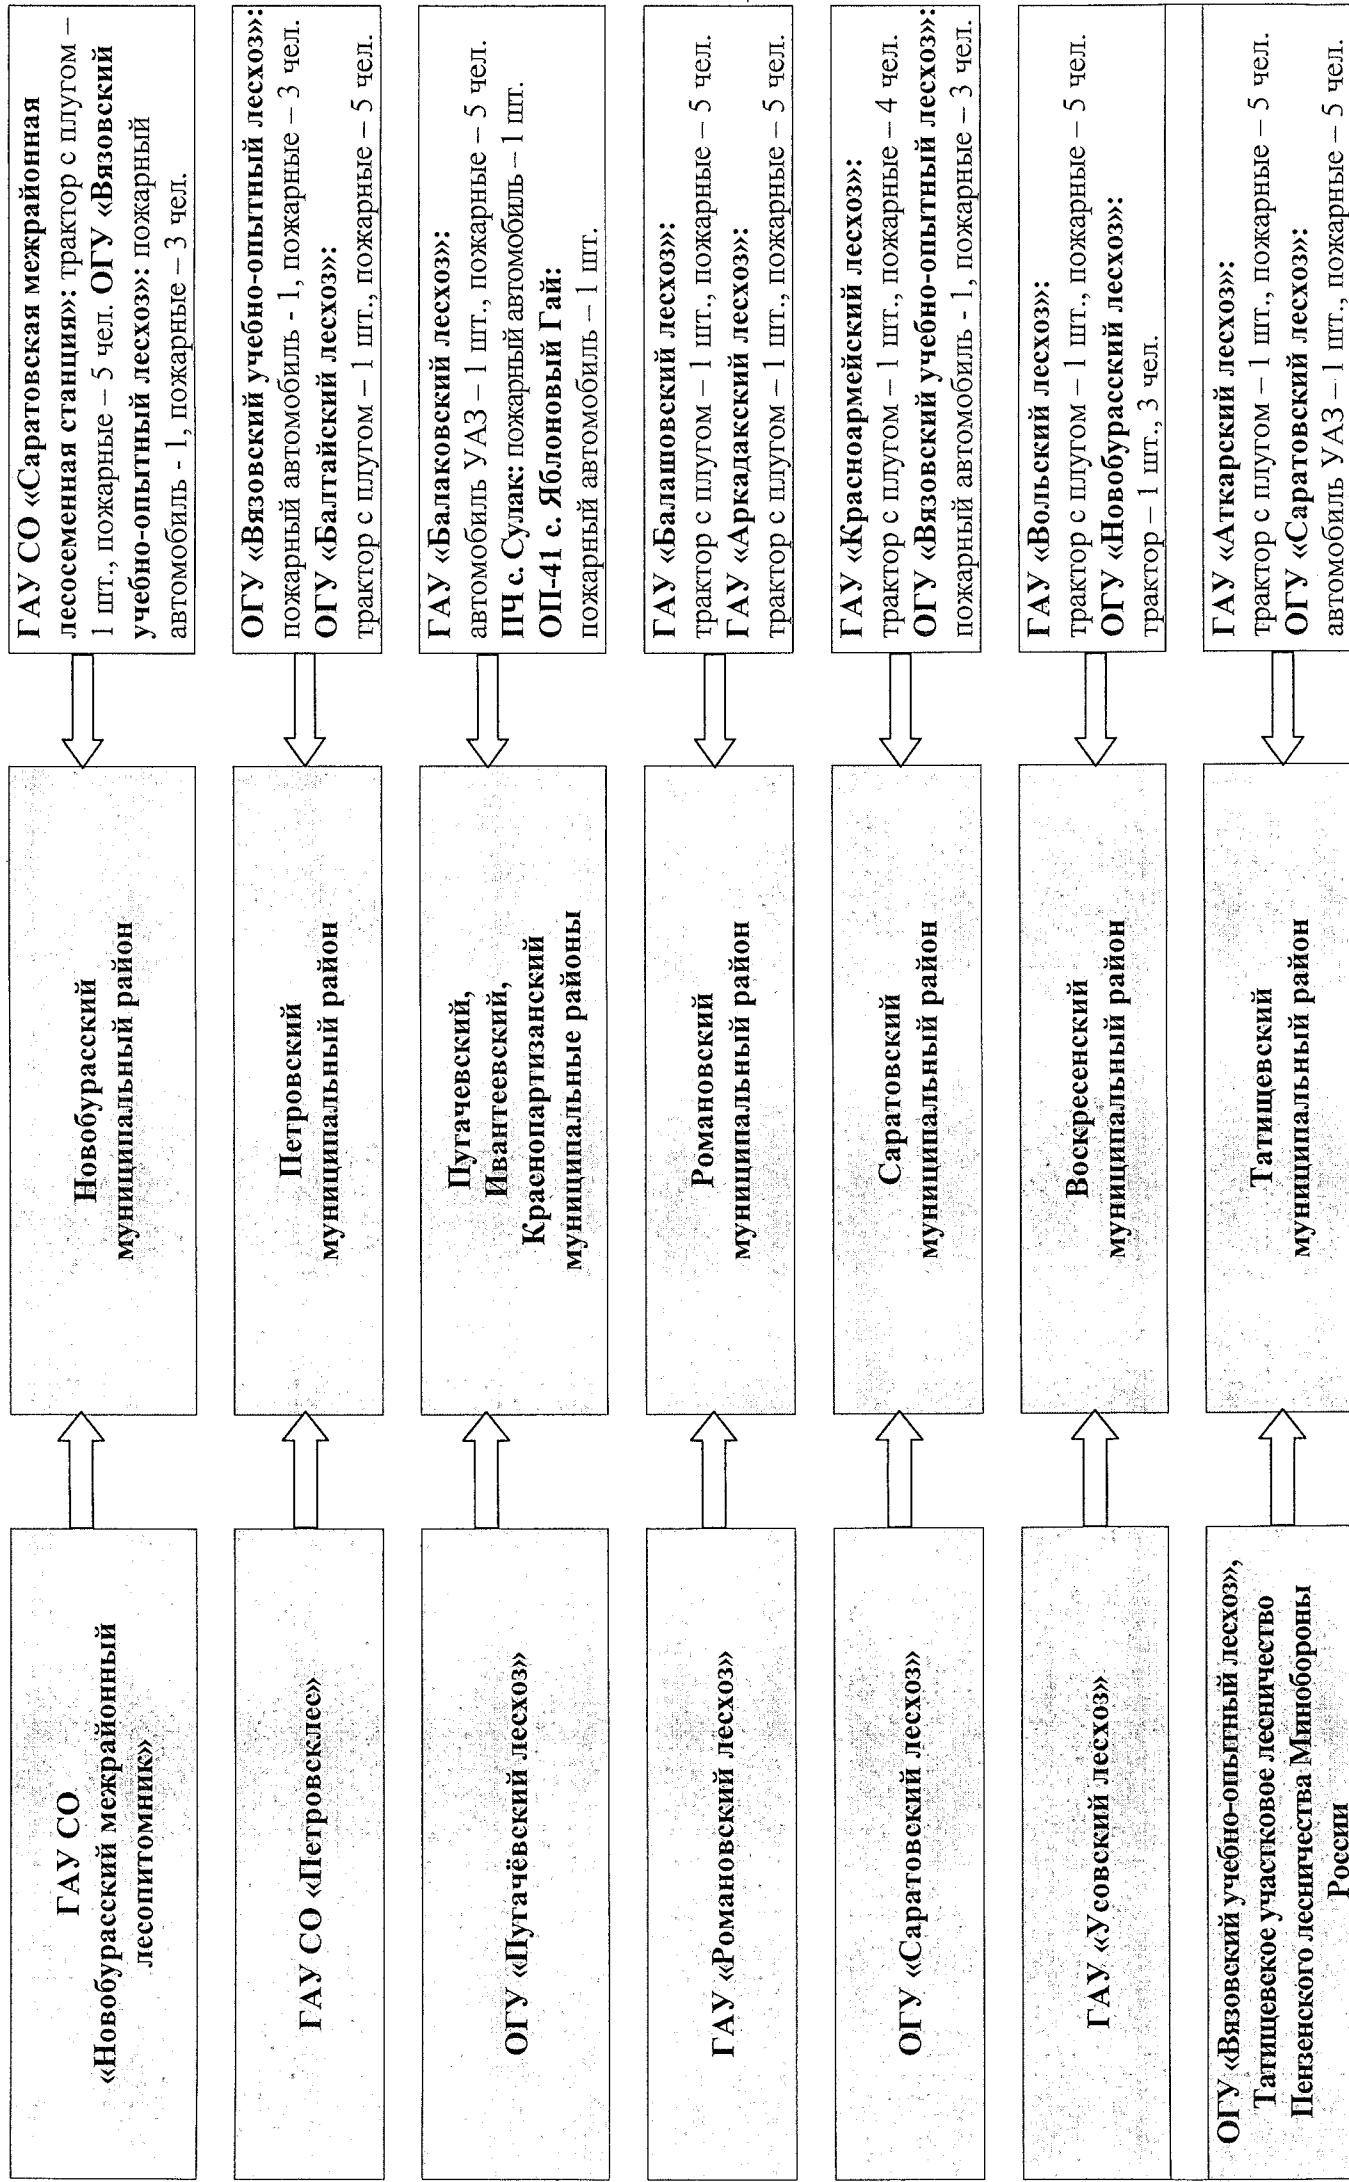 ГАУ СО
«Новобурасский межрайонный
лесопитомник»
Новобурасский
муниципальный район
ГАУ СО «Саратовская межрайонная
лесосеменная станция»: трактор с плугом –
1 шт., пожарные – 5 чел. ОГУ «Вязовский
учебно-опытный лесхоз»: пожарный
автомобиль - 1, пожарные – 3 чел.
ГАУ СО «Петровсклес»
Петровский
муниципальный район
ОГУ «Вязовский учебно-опытный лесхоз»:
пожарный автомобиль - 1, пожарные – 3 чел.
ОГУ «Балтайский лесхоз»:
трактор с плугом – 1 шт., пожарные – 5 чел.
ОГУ «Пугачёвский лесхоз»
Пугачевский,
Ивантеевский,
Краснопартизанский
муниципальные районы
ГАУ «Балаковский лесхоз»:
автомобиль УАЗ – 1 шт., пожарные – 5 чел.
ПЧ с. Сулак: пожарный автомобиль – 1 шт.
ОП-41 с. Яблоновый Гай:
пожарный автомобиль – 1 шт.
ГАУ «Романовский лесхоз»
Романовский
муниципальный район
ГАУ «Балашовский лесхоз»:
трактор с плугом – 1 шт., пожарные – 5 чел.
ГАУ «Аркадакский лесхоз»:
трактор с плугом – 1 шт., пожарные – 5 чел.
ОГУ «Саратовский лесхоз»
Саратовский
муниципальный район
ГАУ «Красноармейский лесхоз»:
трактор с плугом – 1 шт., пожарные – 4 чел.
ОГУ «Вязовский учебно-опытный лесхоз»:
пожарный автомобиль - 1, пожарные – 3 чел.
ГАУ «Усовский лесхоз»
Воскресенский
муниципальный район
ГАУ «Вольский лесхоз»:
трактор с плугом – 1 шт., пожарные – 5 чел.
ОГУ «Новобурасский лесхоз»:
трактор – 1 шт., 3 чел.
ОГУ «Вязовский учебно-опытный лесхоз»,
Татищевское участковое лесничество
Пензенского лесничества Минобороны
России
Татищевский
муниципальный район
ГАУ «Аткарский лесхоз»:
трактор с плугом – 1 шт., пожарные – 5 чел.
ОГУ «Саратовский лесхоз»:
автомобиль УАЗ – 1 шт., пожарные – 5 чел.